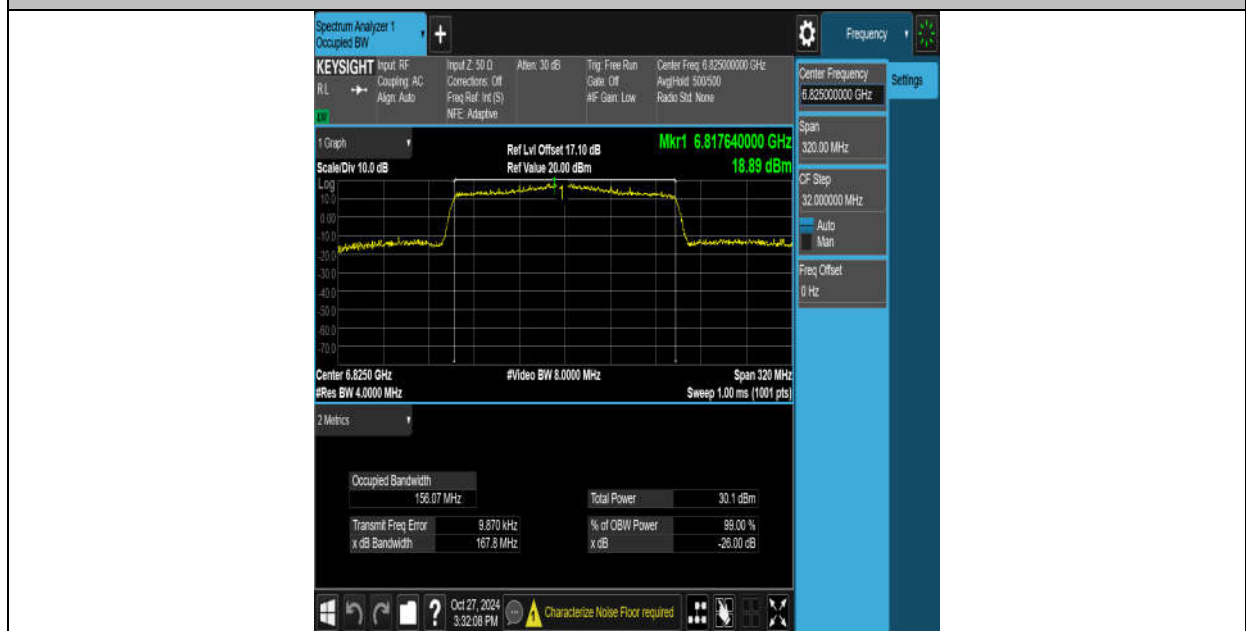 Spectrum Analyzer 1
Occupied BW
Frequency
KEYSIGHT
RL
LXI
Input: RF
Coupling: AC
Align: Auto
Input Z: 50 Ω
Corrections: Off
Freq Ref: Int (S)
NFE: Adaptive
Atten: 30 dB
Trig: Free Run
Gate: Off
#IF Gain: Low
Center Freq: 6.825000000 GHz
Avg|Hold: 500/500
Radio Std: None
Center Frequency
6.825000000 GHz
Settings
Span
320.00 MHz
CF Step
32.000000 MHz
Auto
Man
Freq Offset
0 Hz
1 Graph
Scale/Div 10.0 dB
Ref Lvl Offset 17.10 dB
Ref Value 20.00 dBm
Mkr1 6.817640000 GHz
18.89 dBm
Log
10.0
0.00
-10.0
-20.0
-30.0
-40.0
-50.0
-60.0
-70.0
1
Center 6.8250 GHz
#Video BW 8.0000 MHz
Span 320 MHz
#Res BW 4.0000 MHz
Sweep 1.00 ms (1001 pts)
2 Metrics
Occupied Bandwidth
156.07 MHz
Total Power 30.1 dBm
Transmit Freq Error 9.870 kHz
% of OBW Power 99.00 %
x dB Bandwidth 167.8 MHz
x dB -26.00 dB
?
Oct 27, 2024
3:32:08 PM
Characterize Noise Floor required